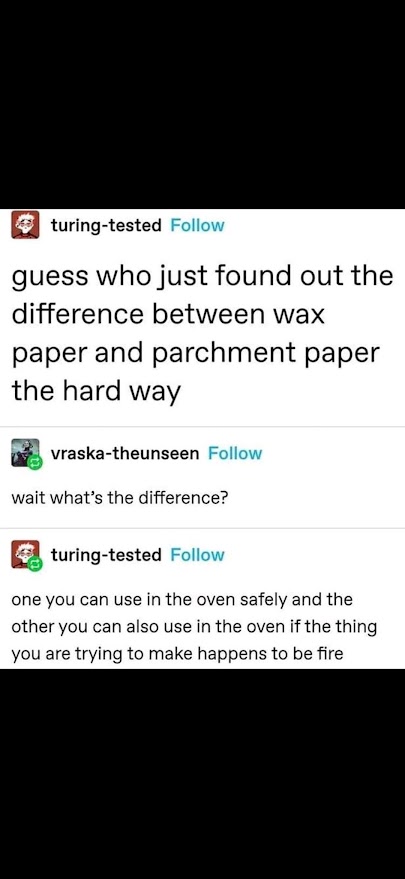 turing-tested Follow
guess who just found out the
difference between wax
paper and parchment paper
the hard way
vraska-theunseen Follow
wait what’s the difference?
turing-tested Follow
one you can use in the oven safely and the
other you can also use in the oven if the thing
you are trying to make happens to be fire